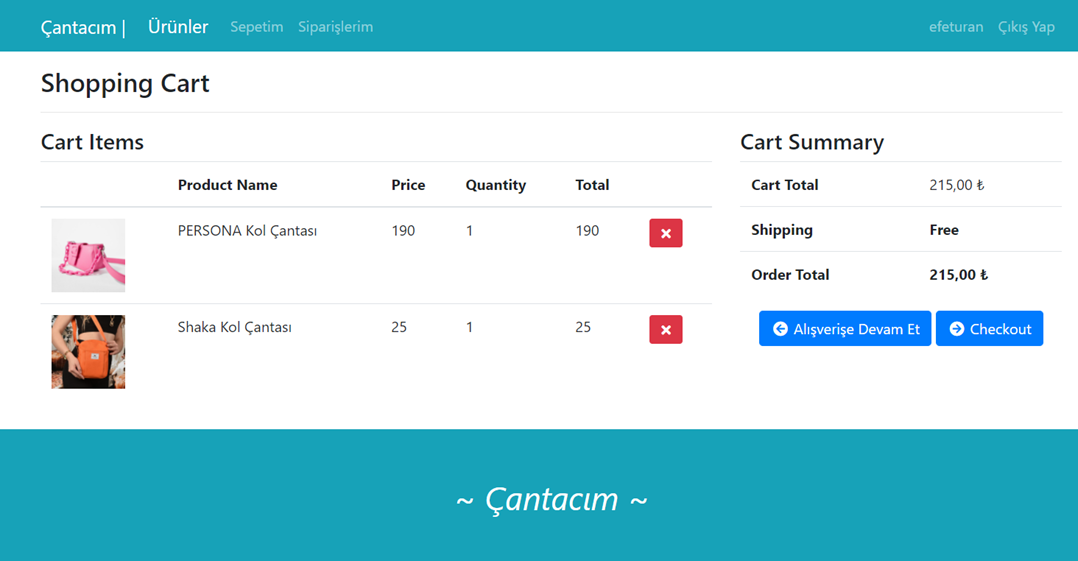 Çantacım | Ürünler Sepetim Siparişlerim efeturan Çıkış Yap
Shopping Cart
Cart Items
Product Name Price Quantity Total
PERSONA Kol Çantası 190 1 190
Shaka Kol Çantası 25 1 25
Cart Summary
Cart Total 215,00 ₺
Shipping Free
Order Total 215,00 ₺
Alışverişe Devam Et Checkout
~ Çantacım ~